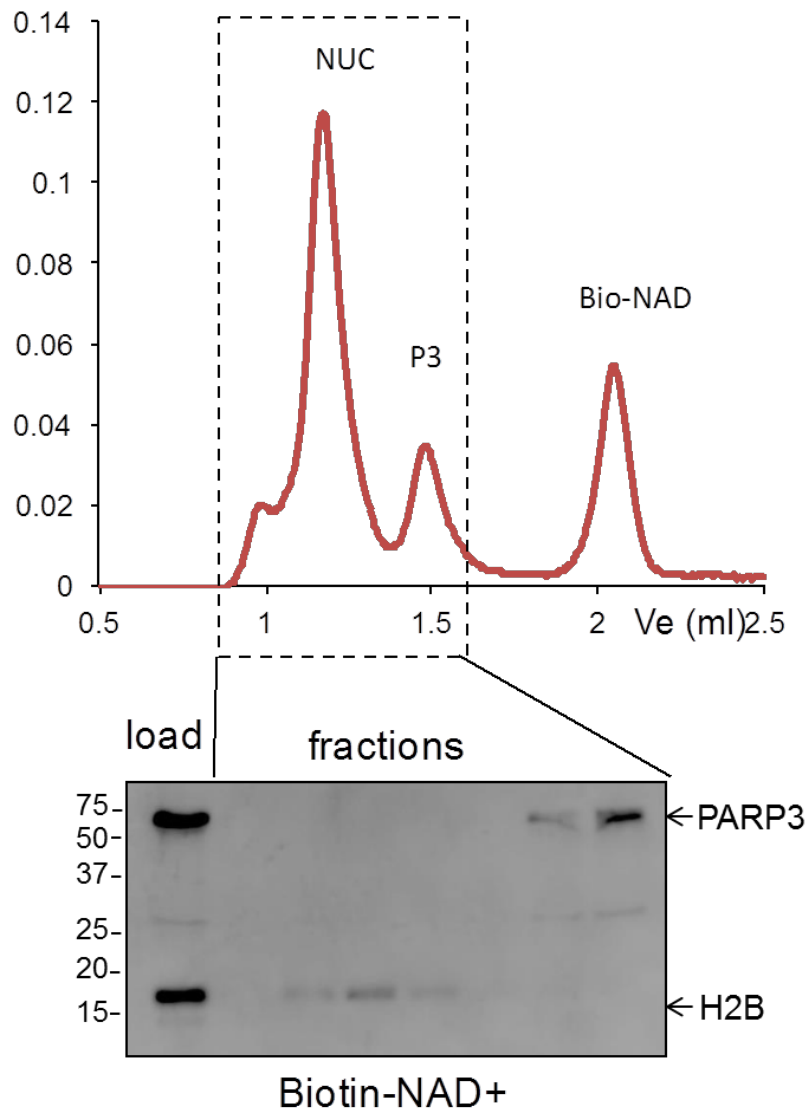 0.14
NUC
0.12
0.1
0.08
Bio-NAD
0.06
P3
0.04
0.02
0
0.5 1 1.5 2 Ve (ml) 2.5
load fractions
75-
PARP3
50-
37-
25-
20-
15-
H2B
Biotin-NAD+